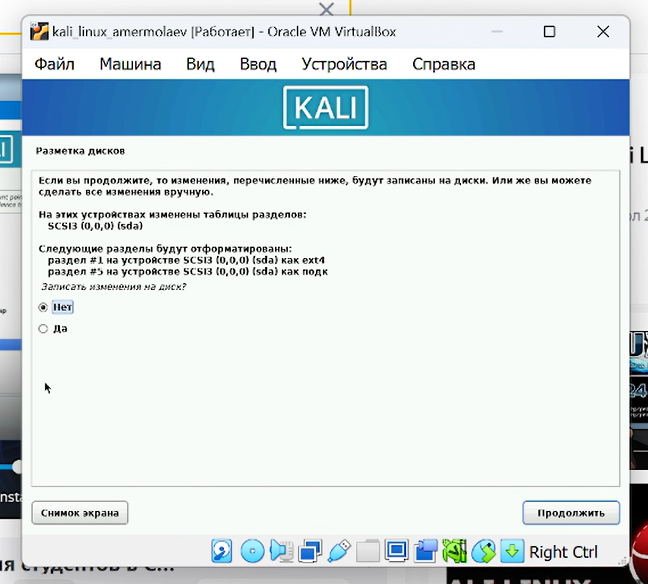 kali_linux_amermolaev [Работает] - Oracle VM VirtualBox
Файл Машина Вид Ввод Устройства Справка
KALI
Разметка дисков
Если вы продолжите, то изменения, перечисленные ниже, будут записаны на диски. Или же вы можете
сделать все изменения вручную.
На этих устройствах изменены таблицы разделов:
SCSI3 (0,0,0) (sda)
Следующие разделы будут отформатированы:
раздел #1 на устройстве SCSI3 (0,0,0) (sda) как ext4
раздел #5 на устройстве SCSI3 (0,0,0) (sda) как подк
Записать изменения на диск?
Нет
Да
Снимок экрана Продолжить
Right Ctrl